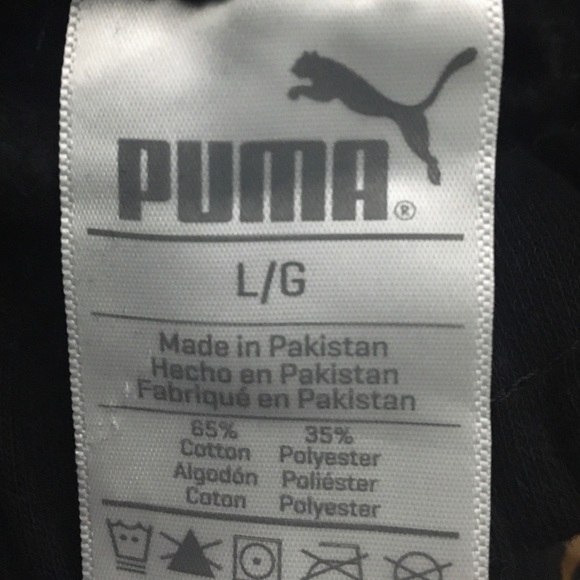 PUMA®
L/G
Made in Pakistan
Hecho en Pakistan
Fabriqué en Pakistan
65% 35%
Cotton Polyester
Algodón Poliéster
Coton Polyester